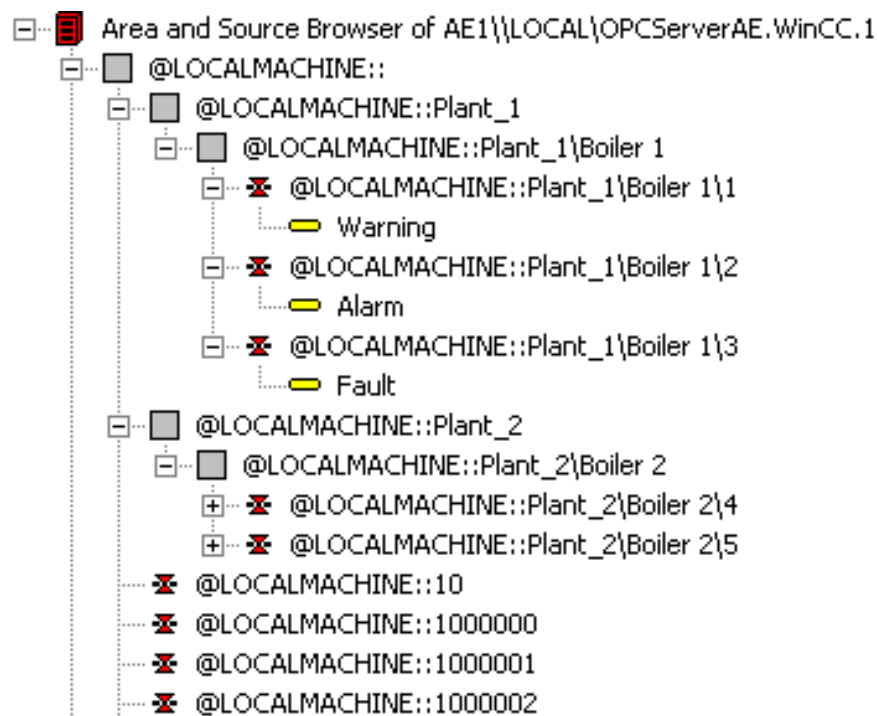 Area and Source Browser of AE1\\LOCAL\OPCServerAE.WinCC.1
@LOCALMACHINE::
@LOCALMACHINE::Plant_1
@LOCALMACHINE::Plant_1\Boiler 1
@LOCALMACHINE::Plant_1\Boiler 1\1
Warning
@LOCALMACHINE::Plant_1\Boiler 1\2
Alarm
@LOCALMACHINE::Plant_1\Boiler 1\3
Fault
@LOCALMACHINE::Plant_2
@LOCALMACHINE::Plant_2\Boiler 2
@LOCALMACHINE::Plant_2\Boiler 2\4
@LOCALMACHINE::Plant_2\Boiler 2\5
@LOCALMACHINE::10
@LOCALMACHINE::1000000
@LOCALMACHINE::1000001
@LOCALMACHINE::1000002